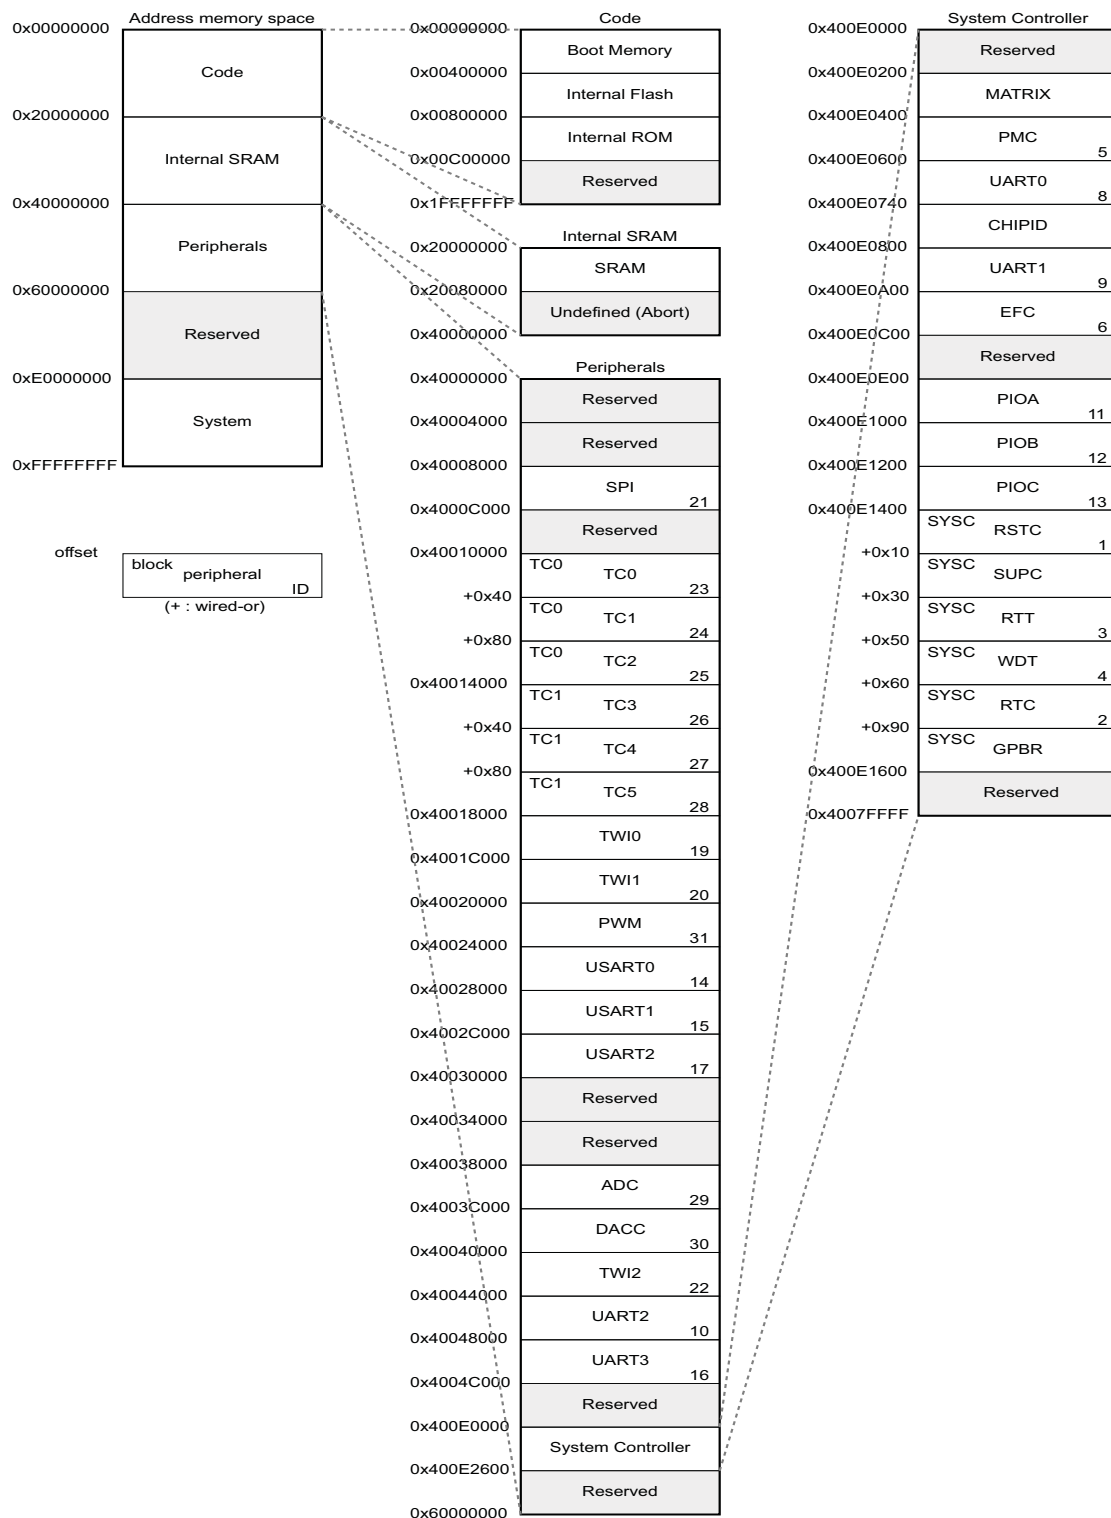 Address memory space
0x00000000
Code
0x20000000
Internal SRAM
0x40000000
Peripherals
0x60000000
Reserved
0xE0000000
System
0xFFFFFFFF
offset
block
peripheral
ID
(+ : wired-or)
Code
0x00000000
Boot Memory
0x00400000
Internal Flash
0x00800000
Internal ROM
0x00C00000
Reserved
0x1FFFFFFF
Internal SRAM
0x20000000
SRAM
0x20080000
Undefined (Abort)
0x40000000
Peripherals
0x40000000
Reserved
0x40004000
Reserved
0x40008000
SPI
21
0x4000C000
Reserved
0x40010000
TC0
TC0
23
+0x40
TC0
TC1
24
+0x80
TC0
TC2
25
0x40014000
TC1
TC3
26
+0x40
TC1
TC4
27
+0x80
TC1
TC5
28
0x40018000
TWI0
19
0x4001C000
TWI1
20
0x40020000
PWM
31
0x40024000
USART0
14
0x40028000
USART1
15
0x4002C000
USART2
17
0x40030000
Reserved
0x40034000
Reserved
0x40038000
ADC
29
0x4003C000
DACC
30
0x40040000
TWI2
22
0x40044000
UART2
10
0x40048000
UART3
16
0x4004C000
Reserved
0x400E0000
System Controller
0x400E2600
Reserved
0x60000000
System Controller
0x400E0000
Reserved
0x400E0200
MATRIX
0x400E0400
PMC
5
0x400E0600
UART0
8
0x400E0740
CHIPID
0x400E0800
UART1
9
0x400E0A00
EFC
6
0x400E0C00
Reserved
0x400E0E00
PIOA
11
0x400E1000
PIOB
12
0x400E1200
PIOC
13
0x400E1400
SYSC
RSTC
1
+0x10
SYSC
SUPC
+0x30
SYSC
RTT
3
+0x50
SYSC
WDT
4
+0x60
SYSC
RTC
2
+0x90
SYSC
GPBR
0x400E1600
Reserved
0x4007FFFF